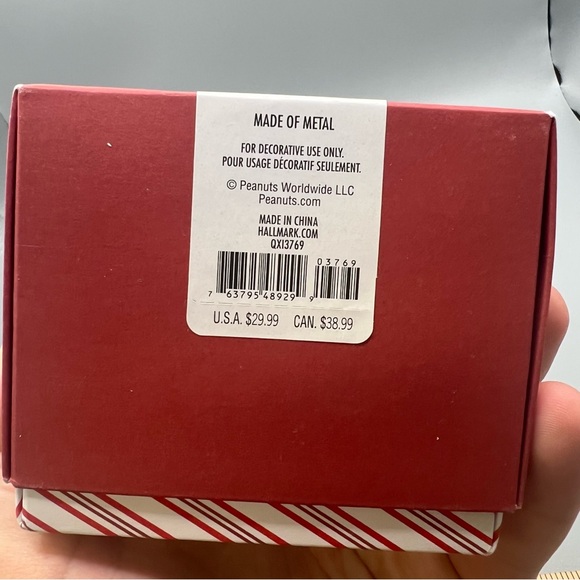 MADE OF METAL
FOR DECORATIVE USE ONLY.
POUR USAGE DÉCORATIF SEULEMENT.
© Peanuts Worldwide LLC
Peanuts.com
MADE IN CHINA
HALLMARK.COM
QXI3769
03769
7 63795 48929 9
U.S.A. $29.99 CAN. $38.99